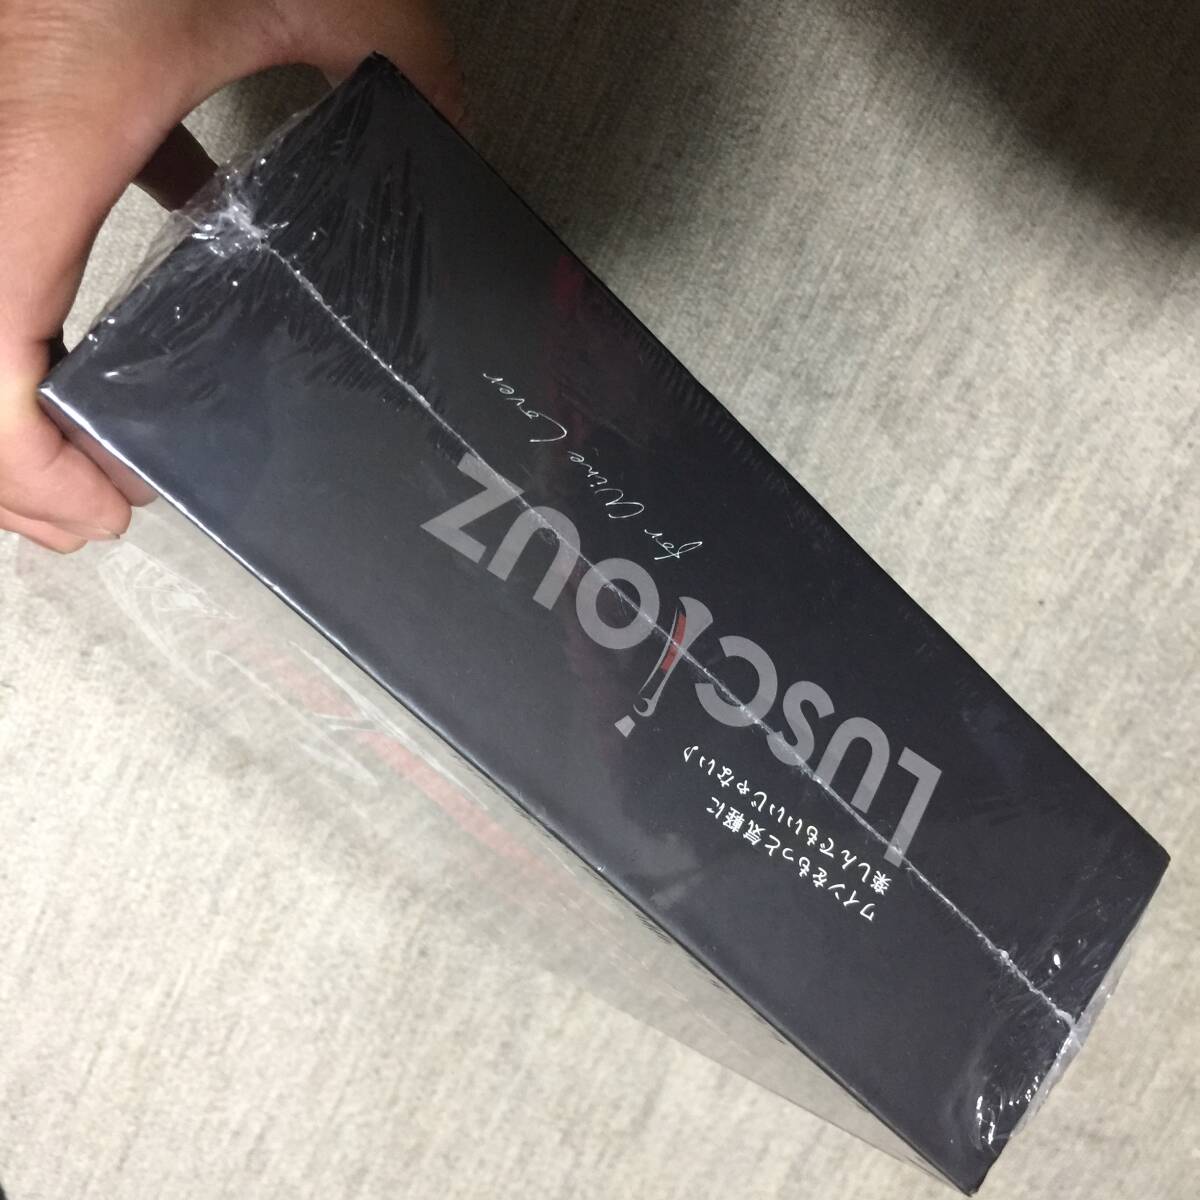 ワインをもっと気軽に
楽しんでもいいじゃない♪
Lusciouz
for Wine Lover